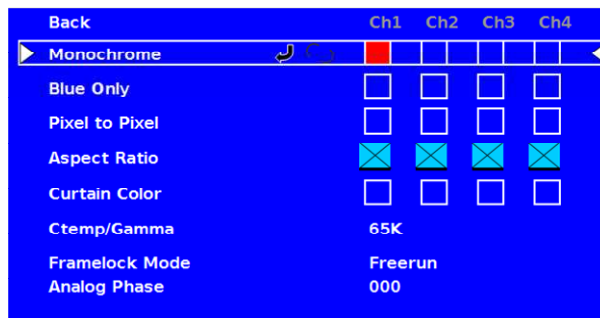 Back Ch1 Ch2 Ch3 Ch4
Monochrome
Blue Only
Pixel to Pixel
Aspect Ratio
Curtain Color
Ctemp/Gamma 65K
Framelock Mode Freerun
Analog Phase 000